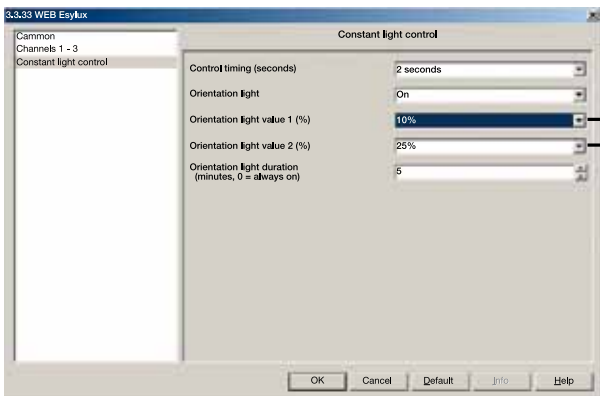 3.3.33 WEB Esylux
Cammon
Channels 1 - 3
Constant light control
Constant light control
Control timing (seconds) 2 seconds
Orientation light On
Orientation light value 1 (%) 10%
Orientation light value 2 (%) 25%
Orientation light duration
(minutes, 0 = always on) 5
OK Cancel Default Info Help